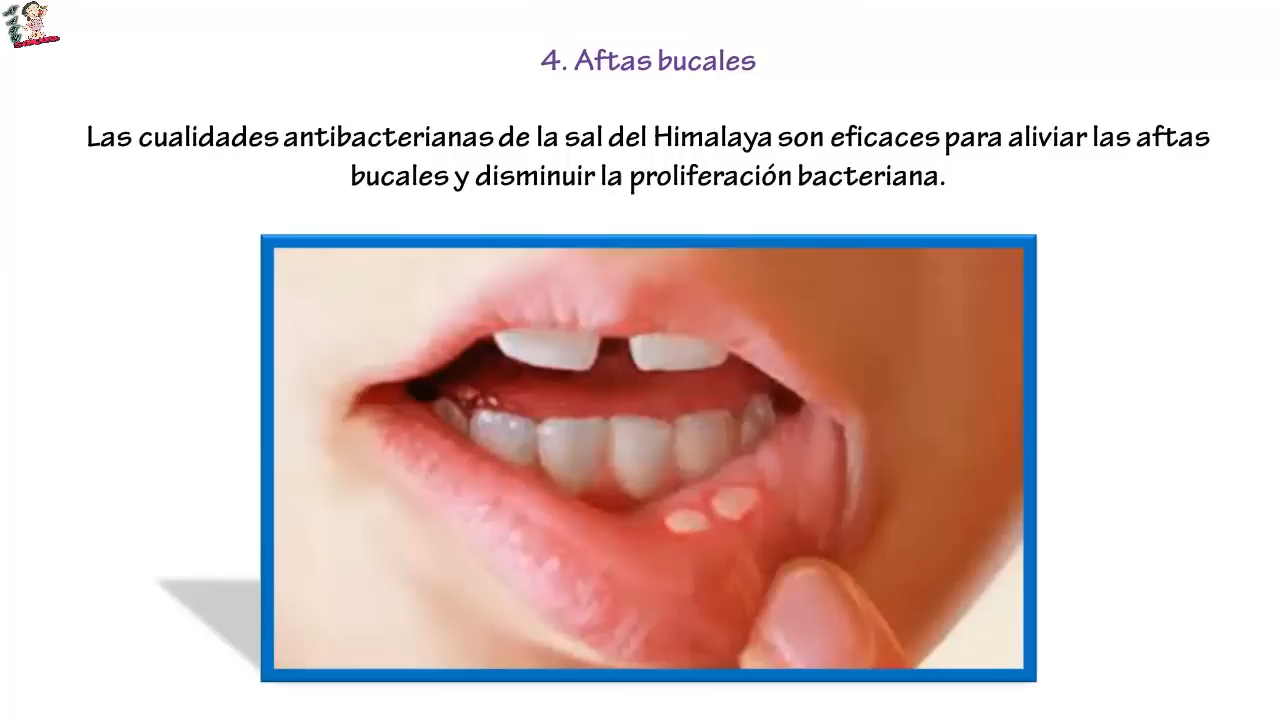 4. Aftas bucales
Las cualidades antibacterianas de la sal del Himalaya son eficaces para aliviar las aftas
bucales y disminuir la proliferación bacteriana.